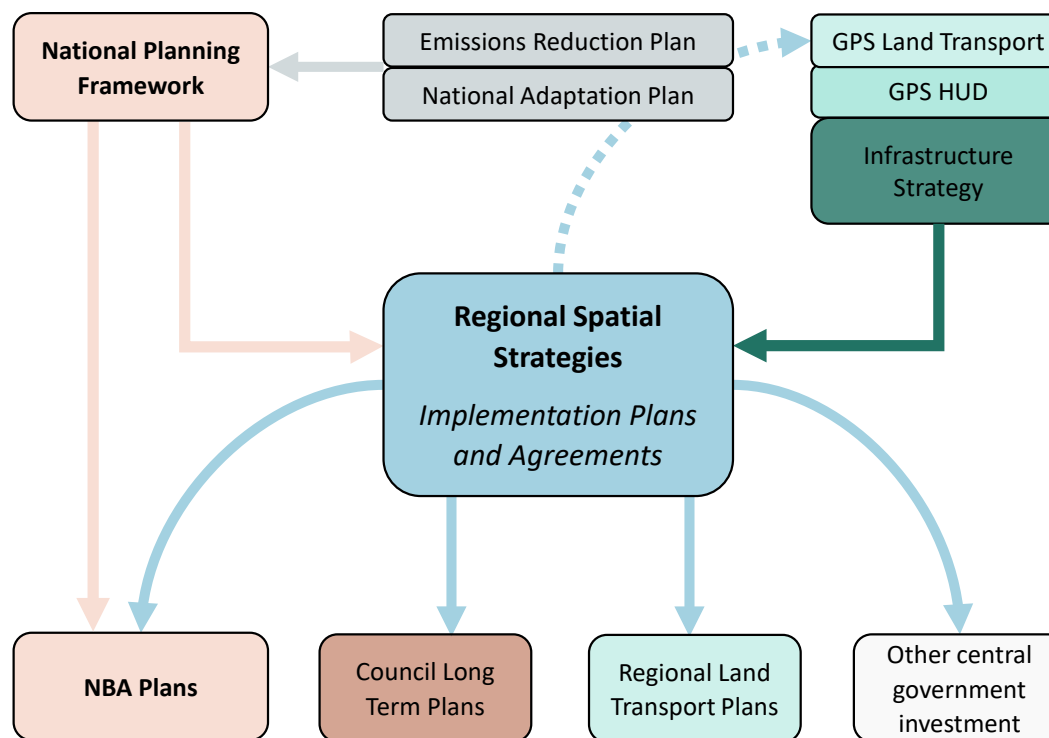 National Planning
Framework
Emissions Reduction Plan
National Adaptation Plan
GPS Land Transport
GPS HUD
Infrastructure
Strategy
Regional Spatial
Strategies
Implementation Plans
and Agreements
NBA Plans
Council Long
Term Plans
Regional Land
Transport Plans
Other central
government
investment